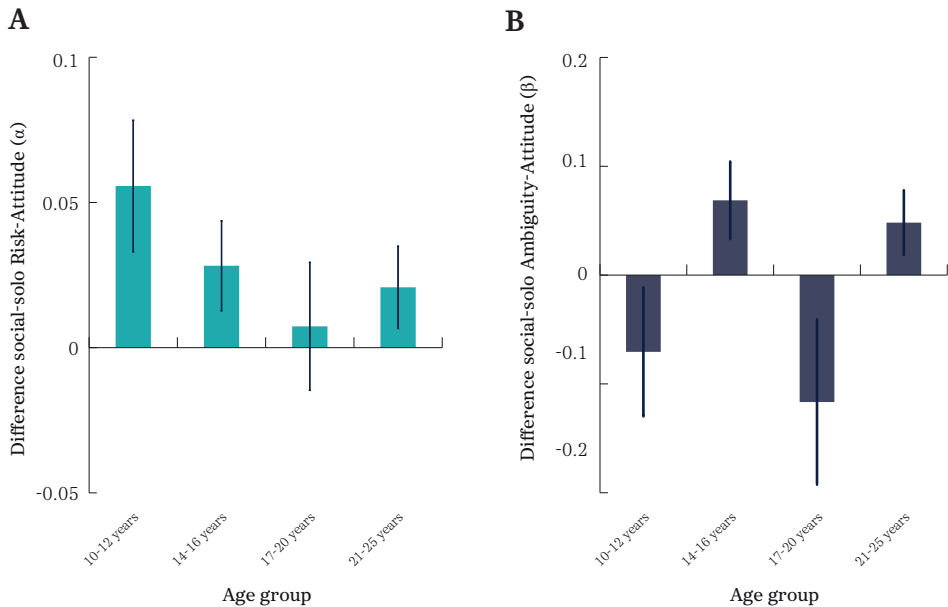 A
Difference social-solo Risk-Attitude (α)
0.1
0.05
0
-0.05
10-12 years
14-16 years
17-20 years
21-25 years
Age group
B
Difference social-solo Ambiguity-Attitude (β)
0.2
0.1
0
-0.1
-0.2
10-12 years
14-16 years
17-20 years
21-25 years
Age group